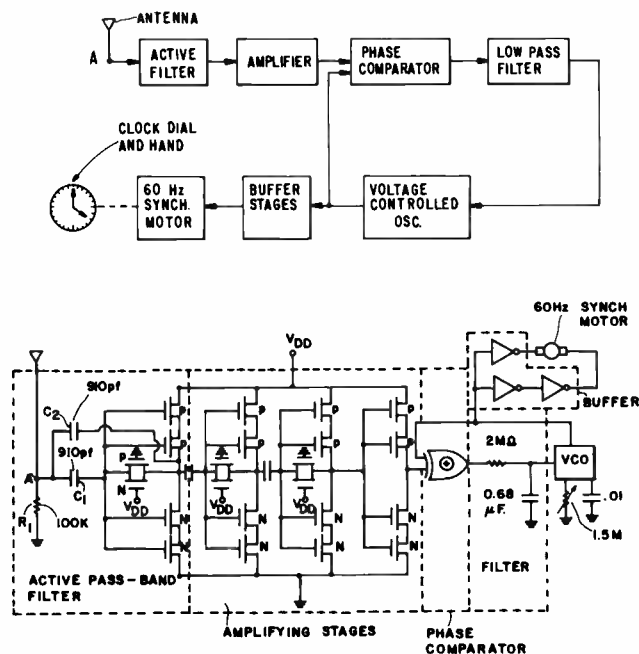 ANTENNA
A
ACTIVE
FILTER
AMPLIFIER
PHASE
COMPARATOR
LOW PASS
FILTER
CLOCK DIAL
AND HAND
60 Hz
SYNCH.
MOTOR
BUFFER
STAGES
VOLTAGE
CONTROLLED
OSC.
60Hz SYNCH
MOTOR
VDD
BUFFER
910pf
C2
P
P
P
P
P
P
P
P
P
910pf
A
C1
N
VDD
VDD
VDD
2MΩ
VCO
R1
100K
N
N
N
N
N
N
N
N
0.68
µF.
.01
1.5M
ACTIVE PASS-BAND
FILTER
AMPLIFYING STAGES
PHASE
COMPARATOR
FILTER